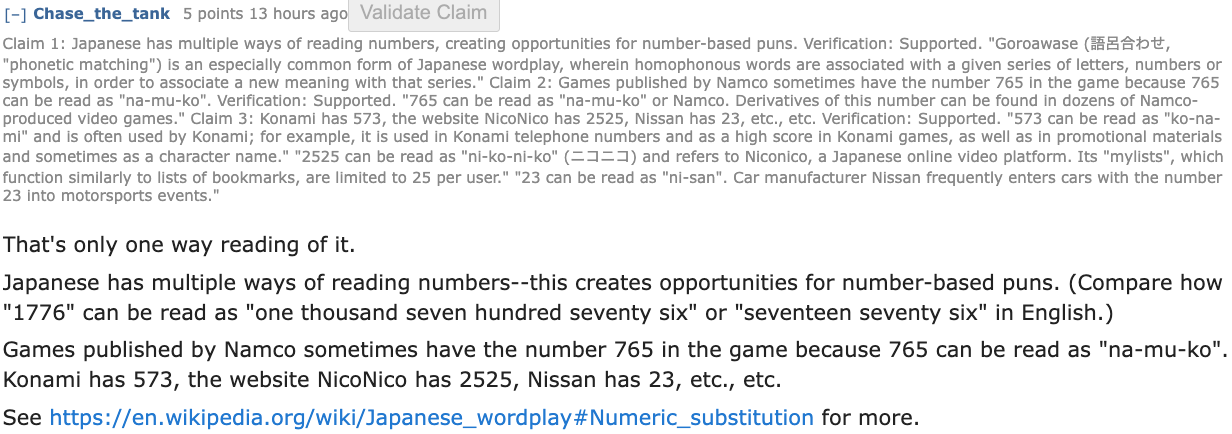 [–] Chase_the_tank 5 points 13 hours ago Validate Claim
Claim 1: Japanese has multiple ways of reading numbers, creating opportunities for number-based puns. Verification: Supported. "Goroawase (語呂合わせ,
"phonetic matching") is an especially common form of Japanese wordplay, wherein homophonous words are associated with a given series of letters, numbers or
symbols, in order to associate a new meaning with that series." Claim 2: Games published by Namco sometimes have the number 765 in the game because 765
can be read as "na-mu-ko". Verification: Supported. "765 can be read as "na-mu-ko" or Namco. Derivatives of this number can be found in dozens of Namco-
produced video games." Claim 3: Konami has 573, the website NicoNico has 2525, Nissan has 23, etc., etc. Verification: Supported. "573 can be read as "ko-na-
mi" and is often used by Konami; for example, it is used in Konami telephone numbers and as a high score in Konami games, as well as in promotional materials
and sometimes as a character name." "2525 can be read as "ni-ko-ni-ko" (ニコニコ) and refers to Niconico, a Japanese online video platform. Its "mylists", which
function similarly to lists of bookmarks, are limited to 25 per user." "23 can be read as "ni-san". Car manufacturer Nissan frequently enters cars with the number
23 into motorsports events."
That's only one way reading of it.
Japanese has multiple ways of reading numbers--this creates opportunities for number-based puns. (Compare how
"1776" can be read as "one thousand seven hundred seventy six" or "seventeen seventy six" in English.)
Games published by Namco sometimes have the number 765 in the game because 765 can be read as "na-mu-ko".
Konami has 573, the website NicoNico has 2525, Nissan has 23, etc., etc.
See https://en.wikipedia.org/wiki/Japanese_wordplay#Numeric_substitution for more.